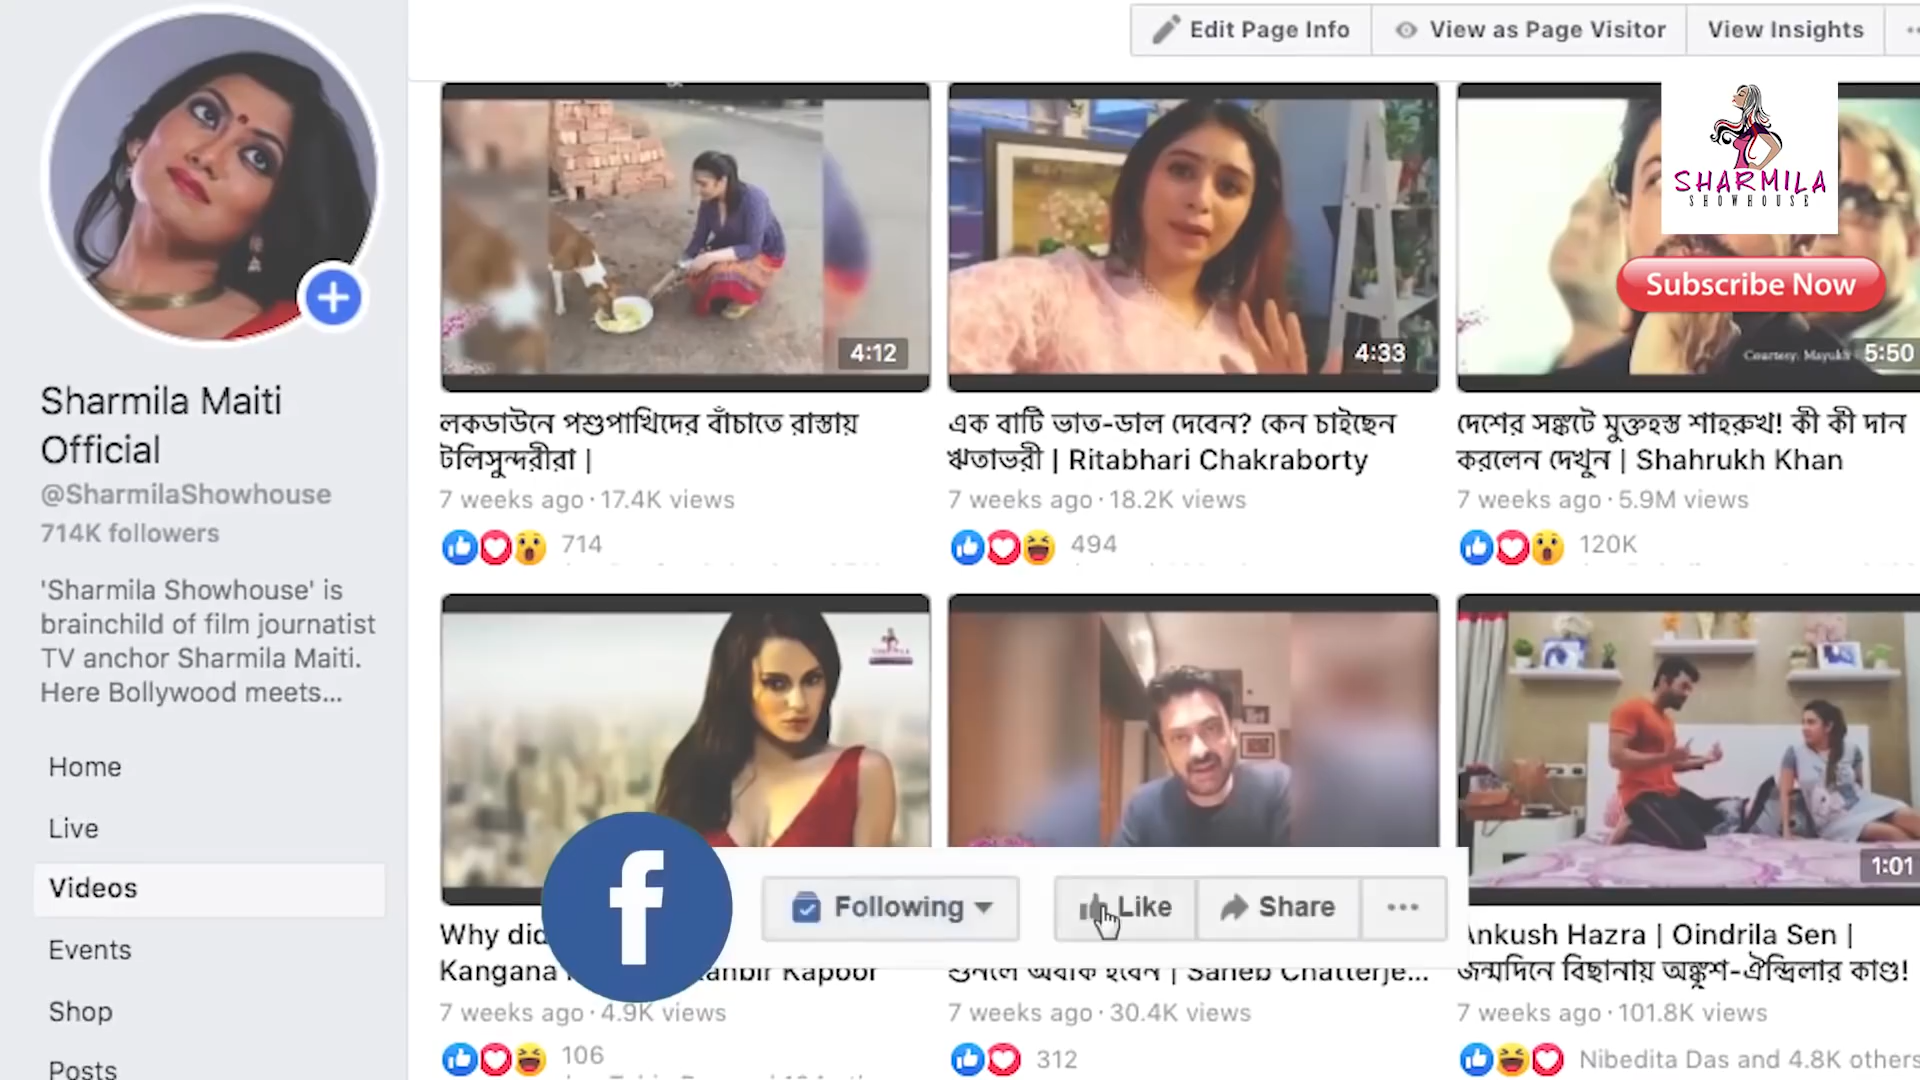 Edit Page Info
View as Page Visitor
View Insights
SHARMILA
SHOWHOUSE
Subscribe Now
4:12
4:33
Courtesy: Mayukh
5:50
Sharmila Maiti
Official
@SharmilaShowhouse
714K followers
'Sharmila Showhouse' is
brainchild of film journatist
TV anchor Sharmila Maiti.
Here Bollywood meets...
Home
Live
Videos
Events
Shop
Posts
লকডাউনে পশুপাখিদের বাঁচাতে রাস্তায়
টলিসুন্দরীরা |
7 weeks ago · 17.4K views
714
এক বাটি ভাত-ডাল দেবেন? কেন চাইছেন
ঋতাভরী | Ritabhari Chakraborty
7 weeks ago · 18.2K views
494
দেশের সঙ্কটে মুক্তহস্ত শাহরুখ! কী কী দান
করলেন দেখুন | Shahrukh Khan
7 weeks ago · 5.9M views
120K
1:01
f
Following
Like
Share
Why did
Kangana Kapoor
7 weeks ago · 4.9K views
106
শুনলে অবাক হবেন | Saheb Chatterje...
7 weeks ago · 30.4K views
312
Ankush Hazra | Oindrila Sen |
জন্মদিনে বিছানায় অঙ্কুশ-ঐন্দ্রিলার কাণ্ড!
7 weeks ago · 101.8K views
Nibedita Das and 4.8K others